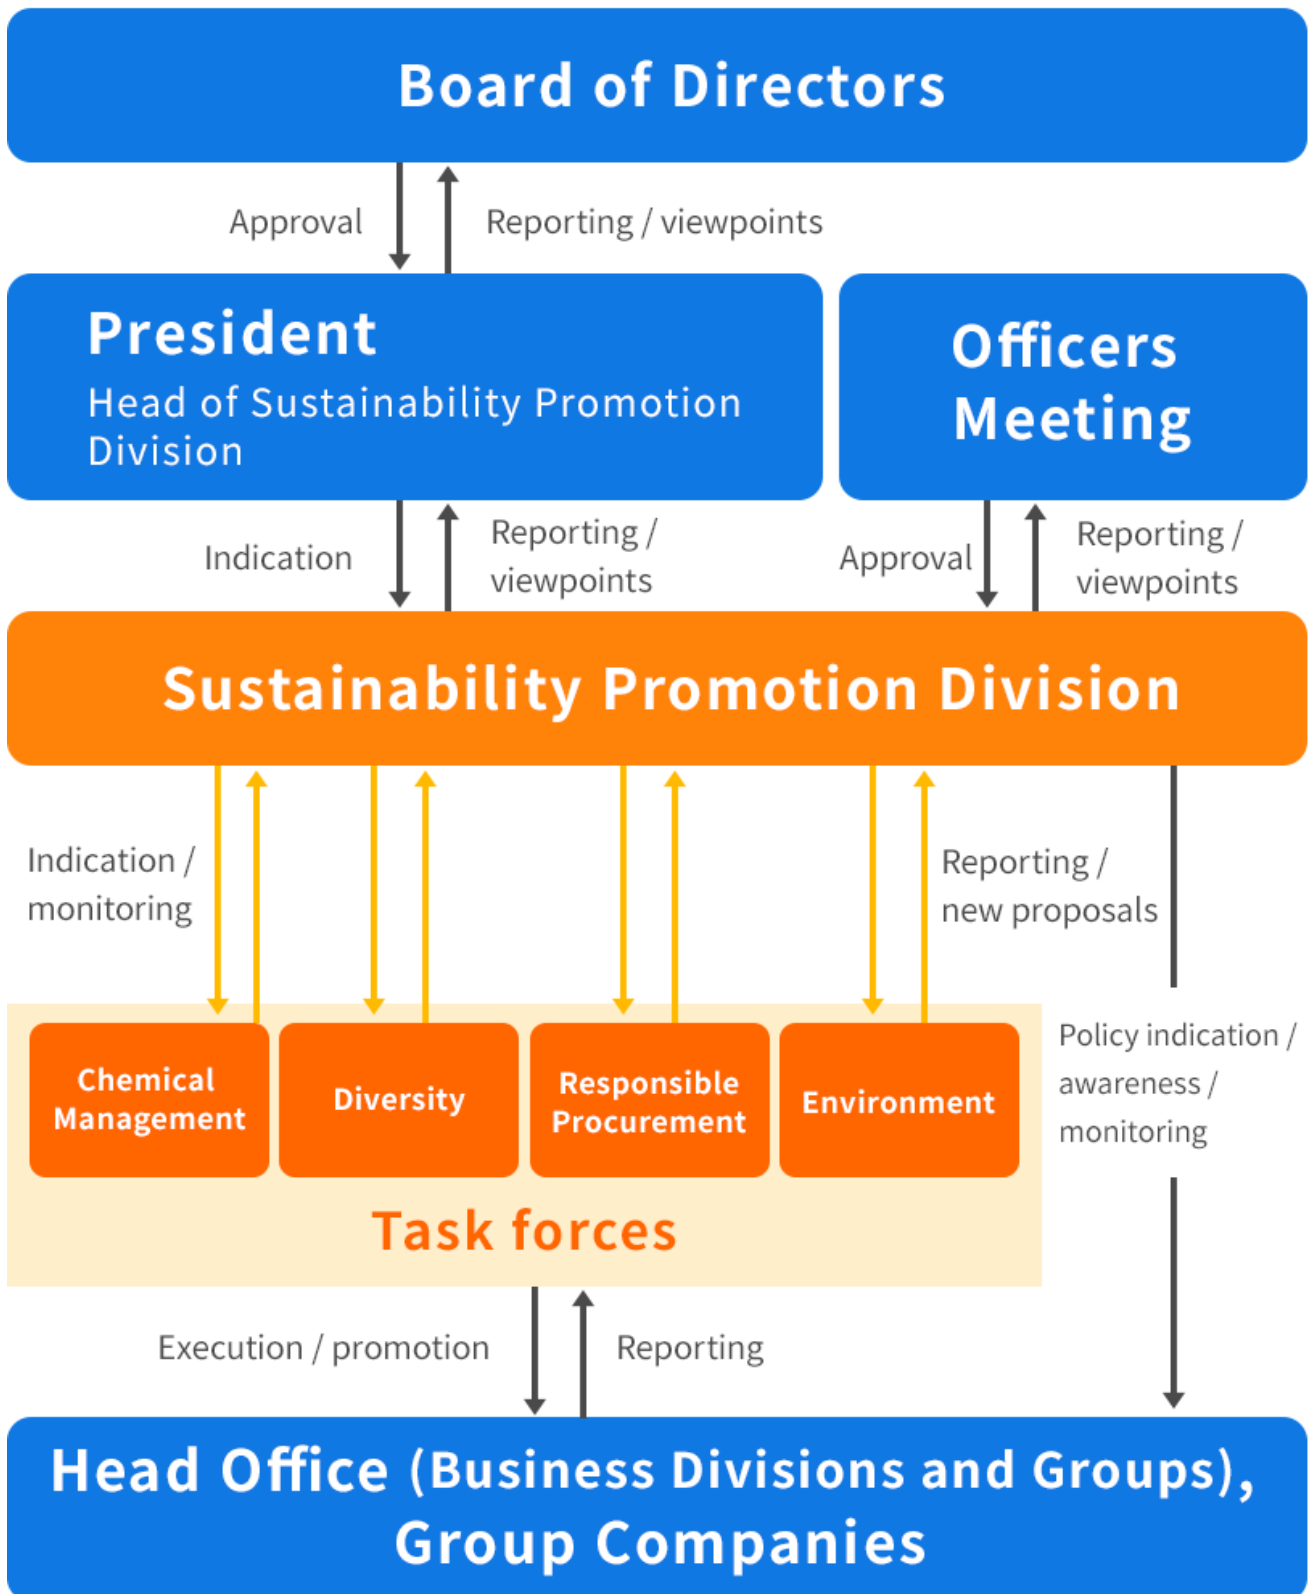 Board of Directors
Approval
Reporting / viewpoints
President
Head of Sustainability Promotion
Division
Officers
Meeting
Indication
Reporting /
viewpoints
Approval
Reporting /
viewpoints
Sustainability Promotion Division
Indication /
monitoring
Reporting /
new proposals
Chemical
Management
Diversity
Responsible
Procurement
Environment
Task forces
Policy indication /
awareness /
monitoring
Execution / promotion
Reporting
Head Office (Business Divisions and Groups),
Group Companies